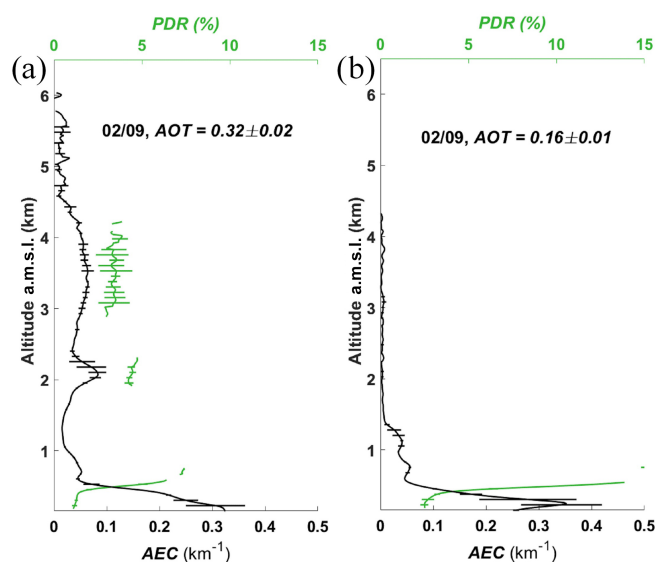 PDR (%)
0 5 10 15
(a)
02/09, AOT = 0.32±0.02
Altitude a.m.s.l. (km)
6
5
4
3
2
1
0 0.1 0.2 0.3 0.4 0.5
AEC (km⁻¹)
PDR (%)
0 5 10 15
(b)
02/09, AOT = 0.16±0.01
Altitude a.m.s.l. (km)
6
5
4
3
2
1
0 0.1 0.2 0.3 0.4 0.5
AEC (km⁻¹)